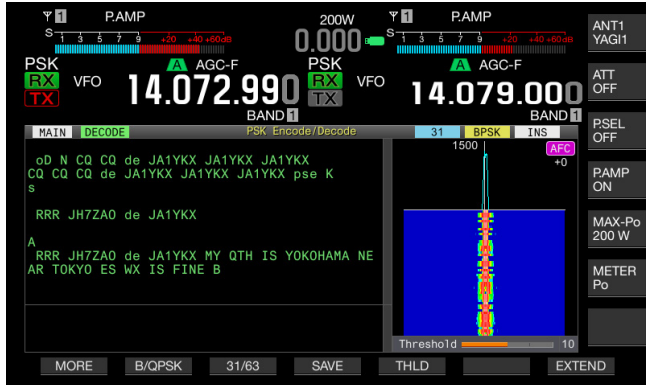 1 P.AMP 200W 1 P.AMP ANT1
YAGI1
S 1 3 5 7 9 +20 +40 +60dB 0.000 S 1 3 5 7 9 +20 +40 +60dB
PSK A AGC-F PSK A AGC-F
ATT
OFF
RX VFO 14.072.990 RX VFO 14.079.000
TX TX
BAND 1 BAND 1
P.SEL
OFF
MAIN DECODE PSK Encode/Decode 31 BPSK INS
1500 AFC
+0
oD N CQ CQ de JA1YKX JA1YKX JA1YKX
CQ CQ CQ de JA1YKX JA1YKX JA1YKX pse K
s
P.AMP
ON
RRR JH7ZAO de JA1YKX
MAX-Po
200 W
A
RRR JH7ZAO de JA1YKX MY QTH IS YOKOHAMA NE
AR TOKYO ES WX IS FINE B
METER
Po
Threshold 10
MORE B/QPSK 31/63 SAVE THLD EXTEND